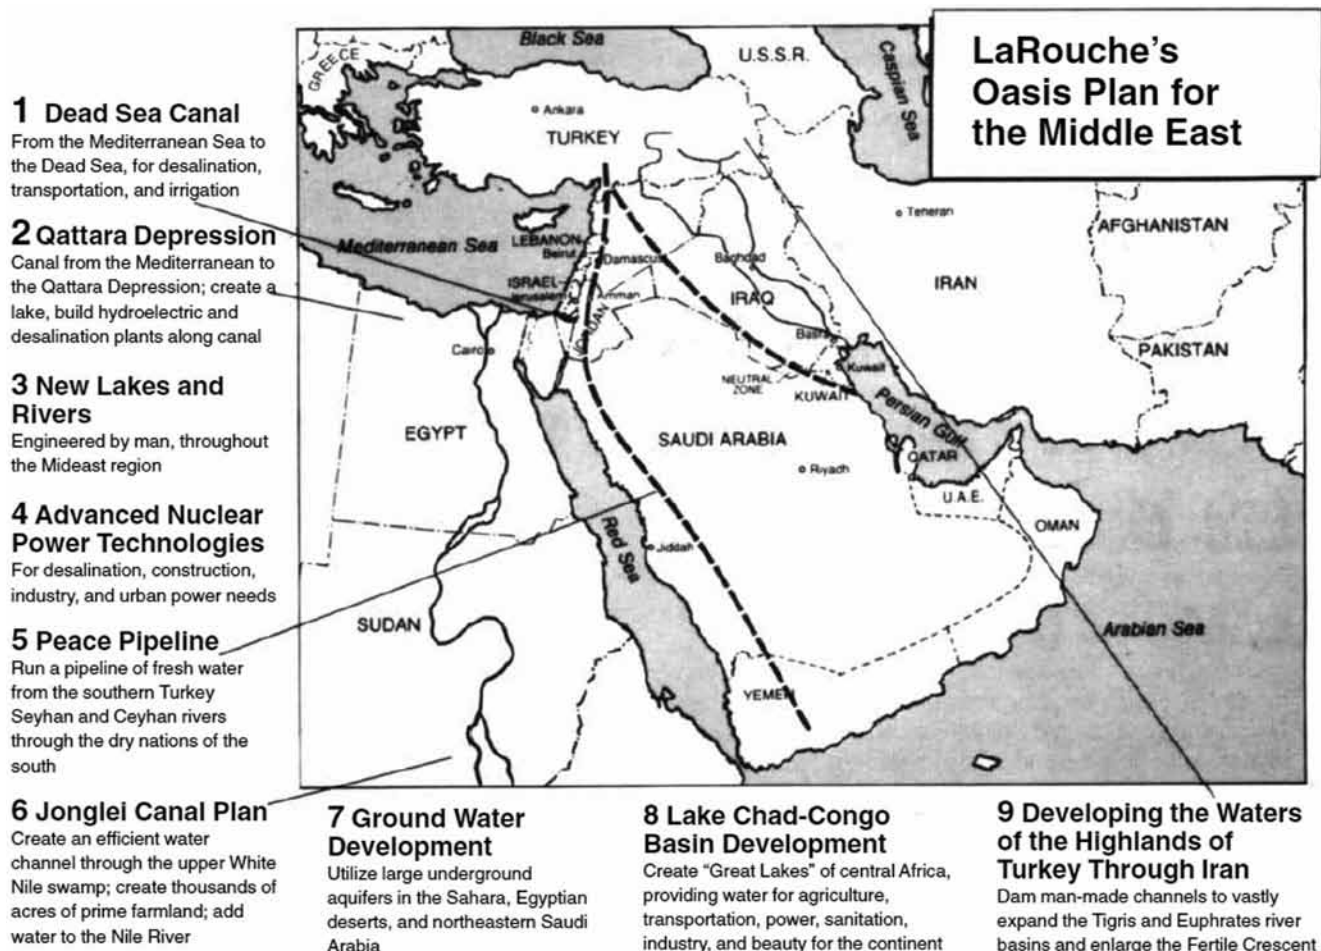 LaRouche's
Oasis Plan for
the Middle East
1 Dead Sea Canal
From the Mediterranean Sea to
the Dead Sea, for desalination,
transportation, and irrigation
2 Qattara Depression
Canal from the Mediterranean to
the Qattara Depression; create a
lake, build hydroelectric and
desalination plants along canal
3 New Lakes and
Rivers
Engineered by man, throughout
the Mideast region
4 Advanced Nuclear
Power Technologies
For desalination, construction,
industry, and urban power needs
5 Peace Pipeline
Run a pipeline of fresh water
from the southern Turkey
Seyhan and Ceyhan rivers
through the dry nations of the
south
6 Jonglei Canal Plan
Create an efficient water
channel through the upper White
Nile swamp; create thousands of
acres of prime farmland; add
water to the Nile River
7 Ground Water
Development
Utilize large underground
aquifers in the Sahara, Egyptian
deserts, and northeastern Saudi
Arabia
8 Lake Chad-Congo
Basin Development
Create "Great Lakes" of central Africa,
providing water for agriculture,
transportation, power, sanitation,
industry, and beauty for the continent
9 Developing the Waters
of the Highlands of
Turkey Through Iran
Dam man-made channels to vastly
expand the Tigris and Euphrates river
basins and enlarge the Fertile Crescent
GREECE
Black Sea
U.S.S.R.
Caspian Sea
Ankara
TURKEY
Teheran
AFGHANISTAN
Mediterranean Sea
LEBANON
Beirut
Damascus
Baghdad
ISRAEL
Jerusalem
Amman
IRAQ
IRAN
JORDAN
Basra
Cairo
Kuwait
PAKISTAN
NEUTRAL
ZONE
KUWAIT
Persian Gulf
EGYPT
SAUDI ARABIA
QATAR
Riyadh
U.A.E.
OMAN
Red Sea
Jiddah
SUDAN
Arabian Sea
YEMEN